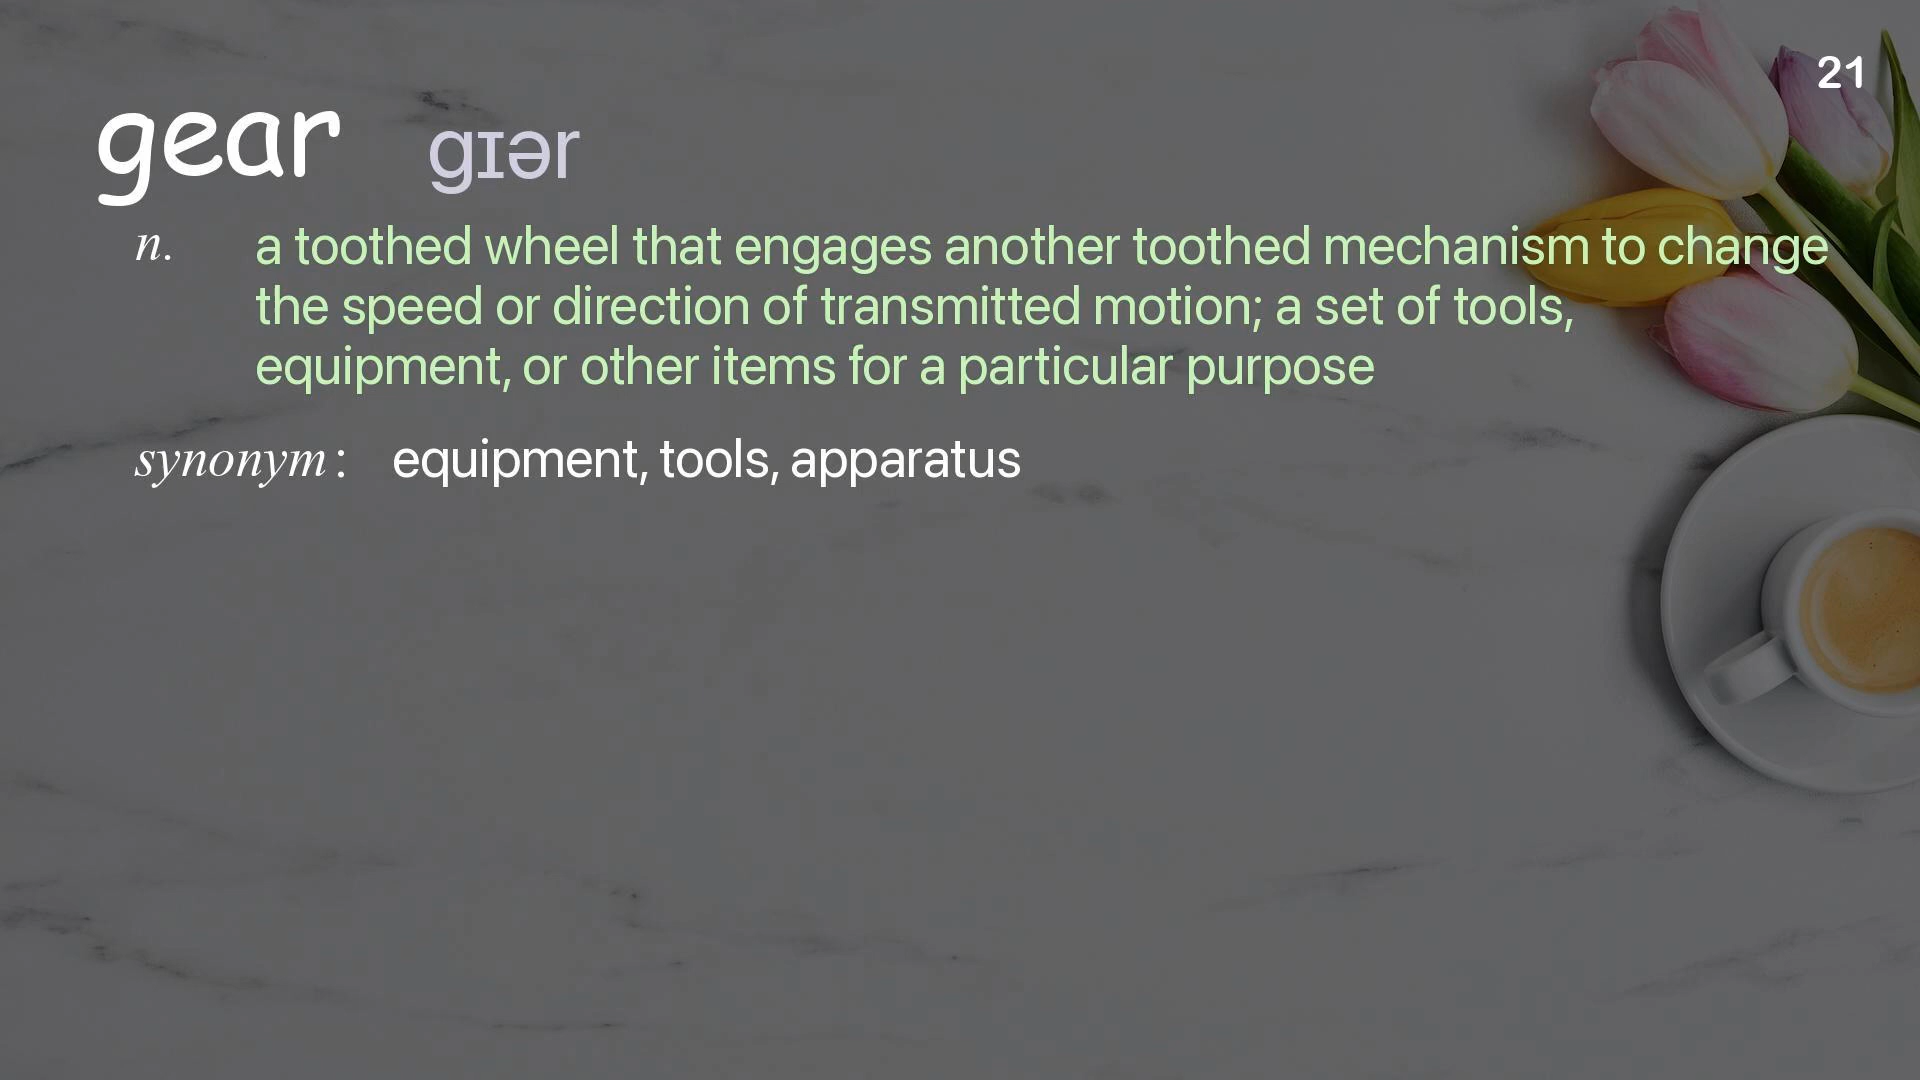 21
gear gɪər
n. a toothed wheel that engages another toothed mechanism to change
the speed or direction of transmitted motion; a set of tools,
equipment, or other items for a particular purpose
synonym : equipment, tools, apparatus